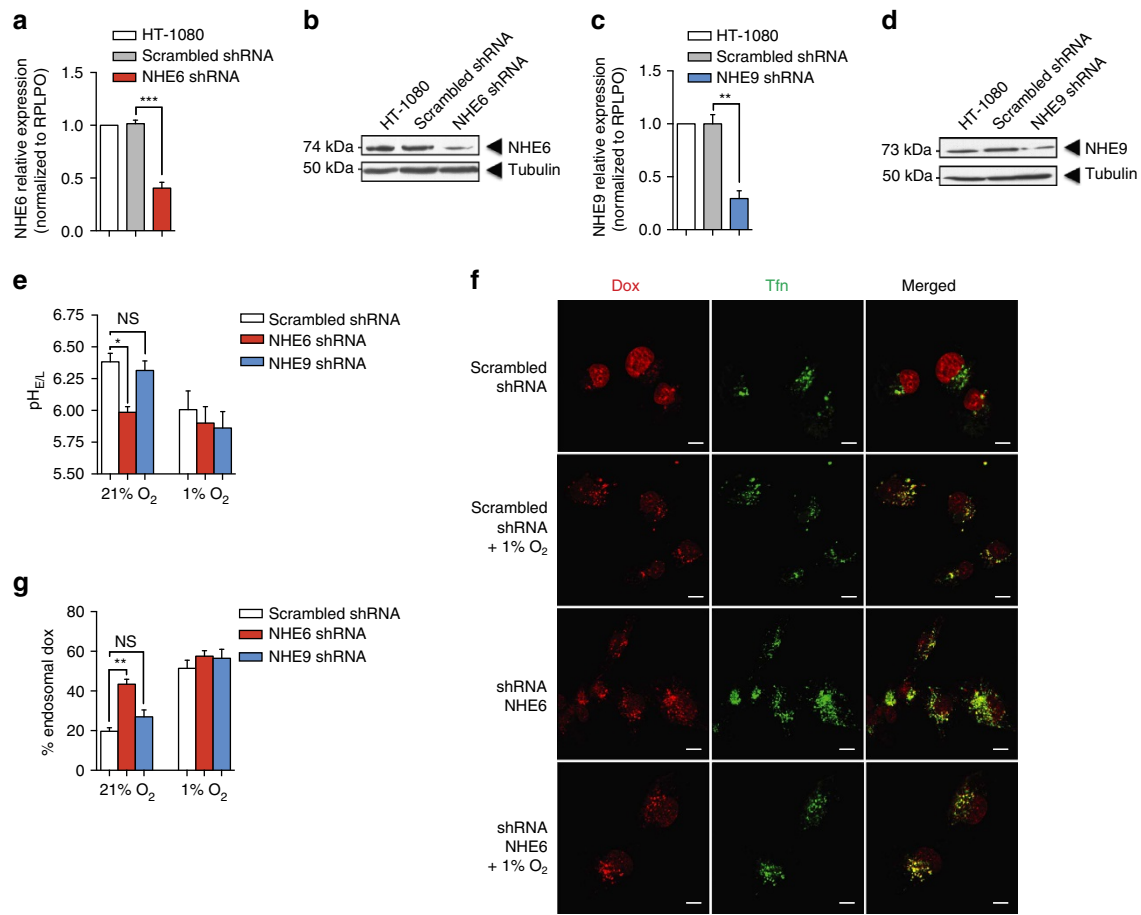 a
HT-1080
Scrambled shRNA
NHE6 shRNA
NHE6 relative expression
(normalized to RPLPO)
1.5
1.0
0.5
0.0
***
b
HT-1080
Scrambled shRNA
NHE6 shRNA
74 kDa
NHE6
50 kDa
Tubulin
c
HT-1080
Scrambled shRNA
NHE9 shRNA
NHE9 relative expression
(normalized to RPLPO)
1.5
1.0
0.5
0.0
**
d
HT-1080
Scrambled shRNA
NHE9 shRNA
73 kDa
NHE9
50 kDa
Tubulin
e
pH_E/L
6.75
6.50
6.25
6.00
5.75
5.50
NS
*
Scrambled shRNA
NHE6 shRNA
NHE9 shRNA
21% O₂
1% O₂
f
Dox
Tfn
Merged
Scrambled
shRNA
Scrambled
shRNA
+ 1% O₂
shRNA
NHE6
shRNA
NHE6
+ 1% O₂
g
% endosomal dox
80
60
40
20
0
NS
**
Scrambled shRNA
NHE6 shRNA
NHE9 shRNA
21% O₂
1% O₂